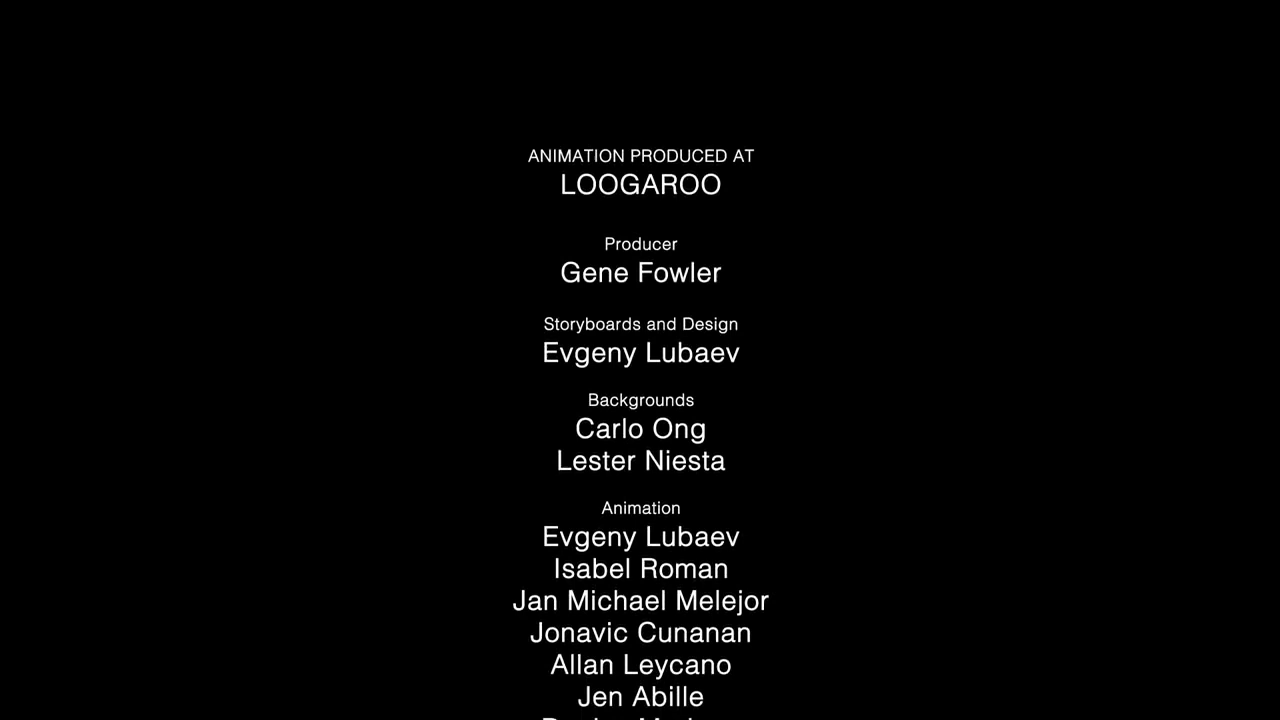 ANIMATION PRODUCED AT
LOOGAROO
Producer
Gene Fowler
Storyboards and Design
Evgeny Lubaev
Backgrounds
Carlo Ong
Lester Niesta
Animation
Evgeny Lubaev
Isabel Roman
Jan Michael Melejor
Jonavic Cunanan
Allan Leycano
Jen Abille